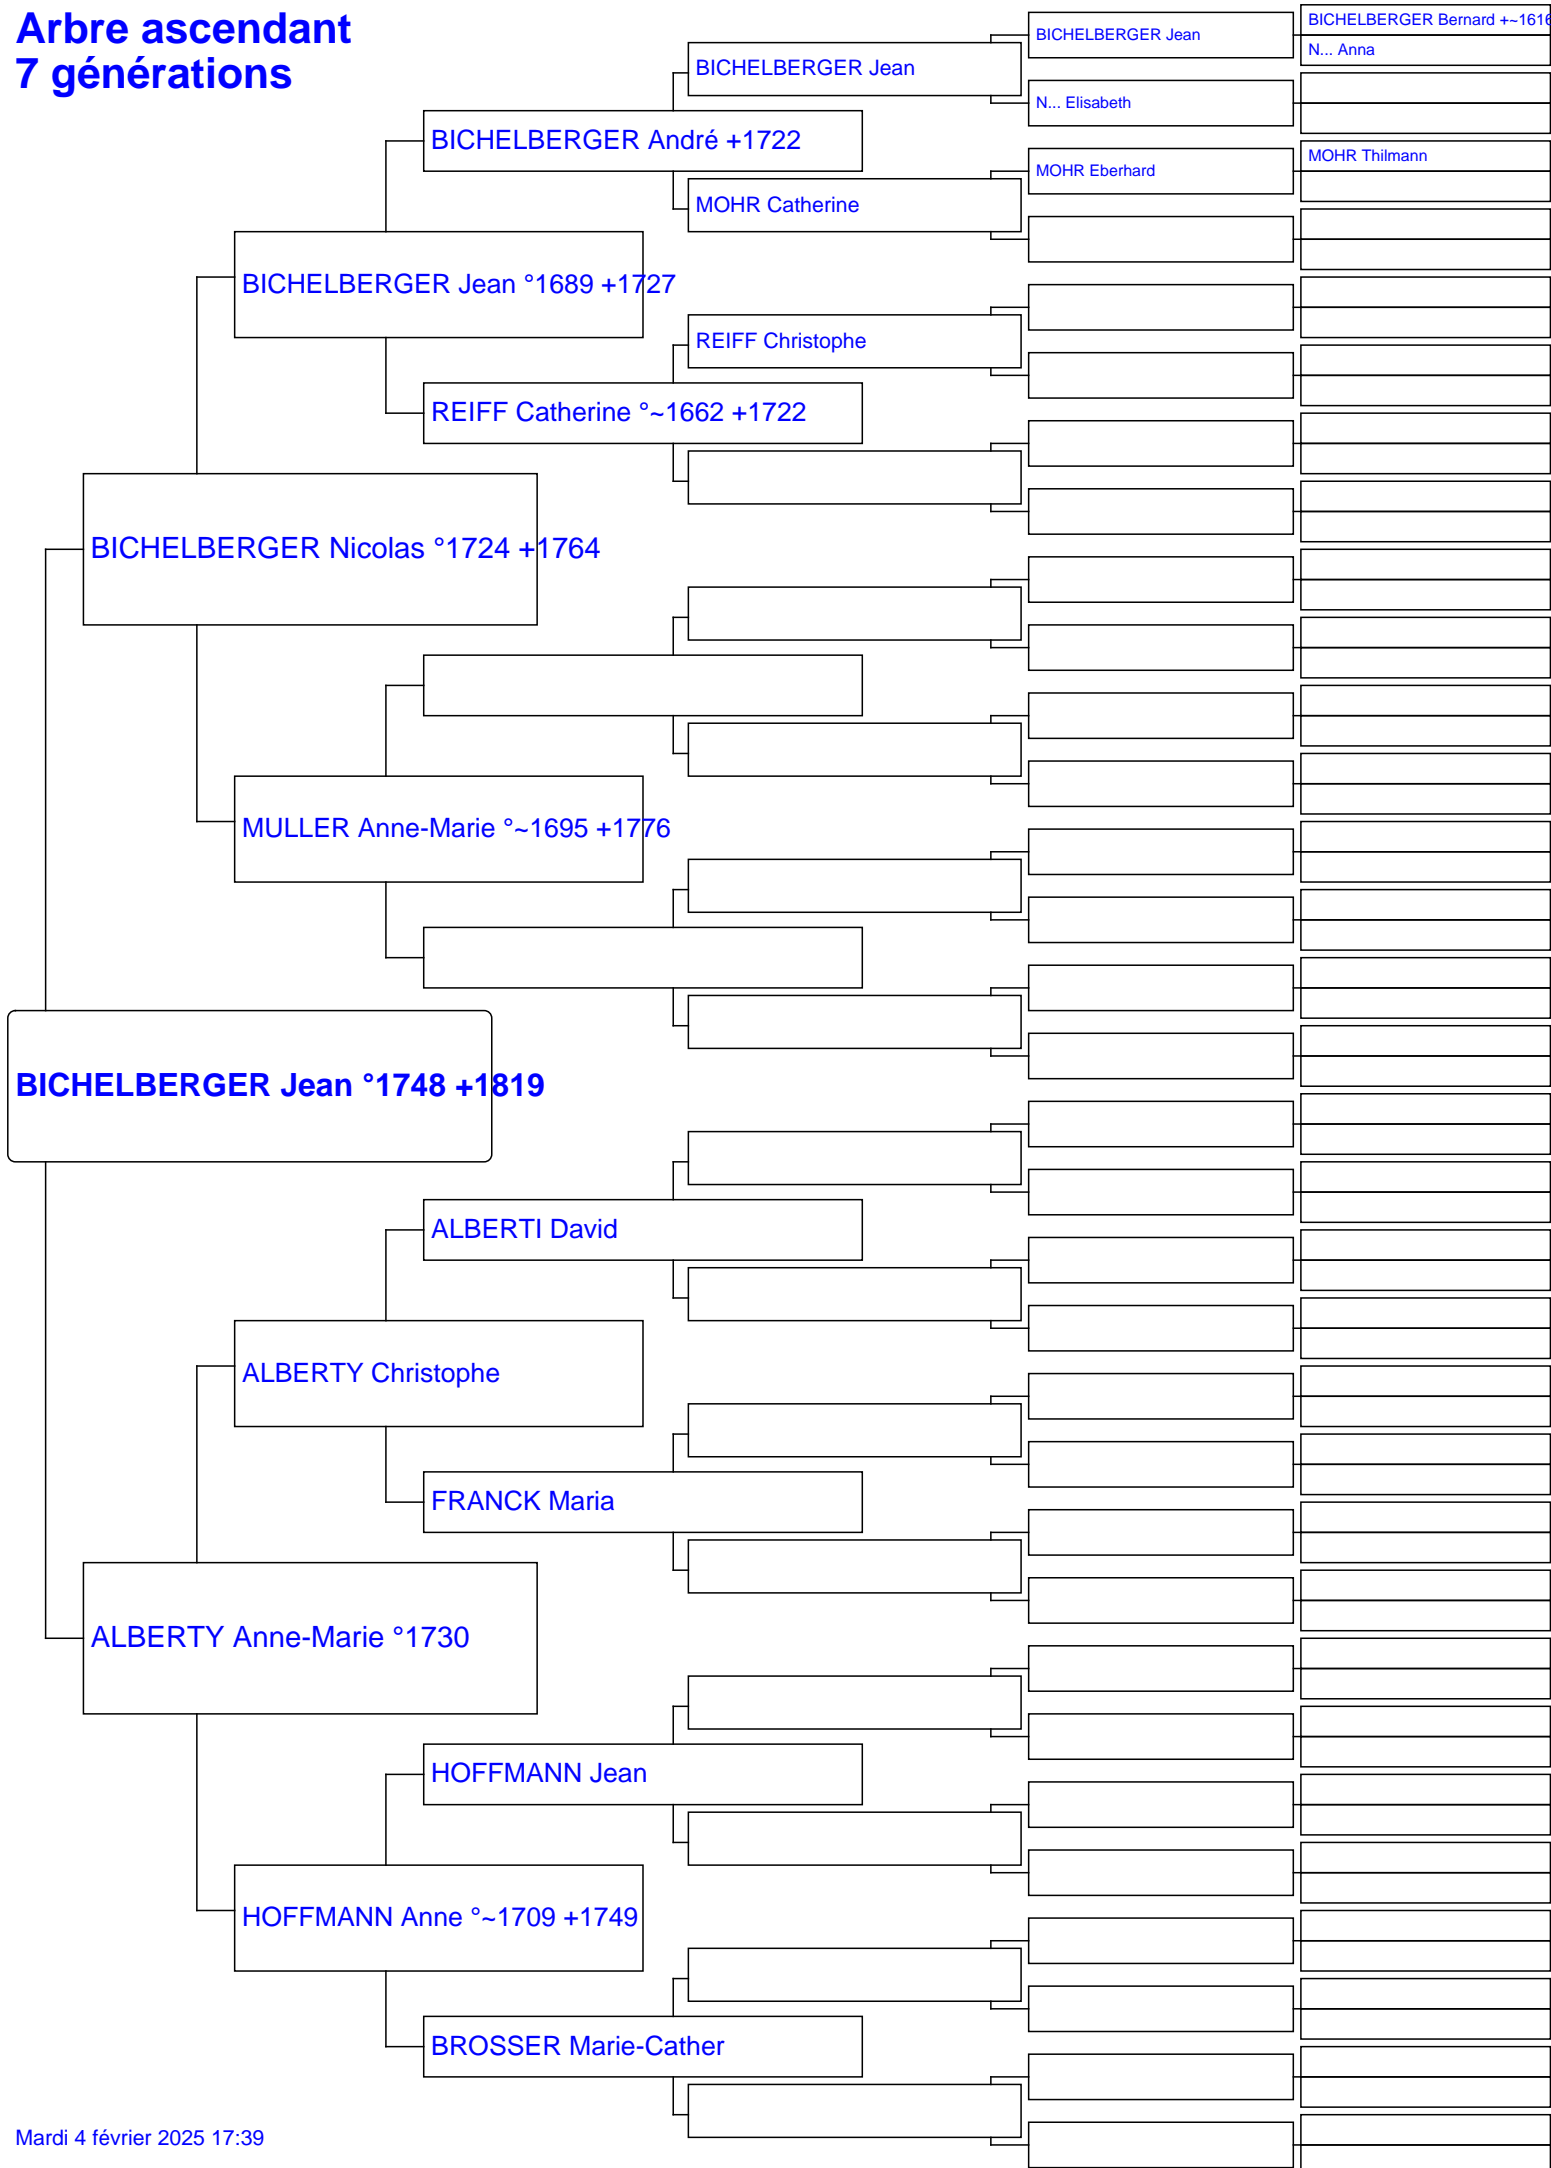 Arbre ascendant
7 générations
BICHELBERGER Bernard +~1616
BICHELBERGER Jean
N... Anna
BICHELBERGER Jean
N... Elisabeth
BICHELBERGER André +1722
MOHR Thilmann
MOHR Eberhard
MOHR Catherine
BICHELBERGER Jean °1689 +1727
REIFF Christophe
REIFF Catherine °~1662 +1722
BICHELBERGER Nicolas °1724 +1764
MULLER Anne-Marie °~1695 +1776
BICHELBERGER Jean °1748 +1819
ALBERTI David
ALBERTY Christophe
FRANCK Maria
ALBERTY Anne-Marie °1730
HOFFMANN Jean
HOFFMANN Anne °~1709 +1749
BROSSER Marie-Cather
Mardi 4 février 2025 17:39